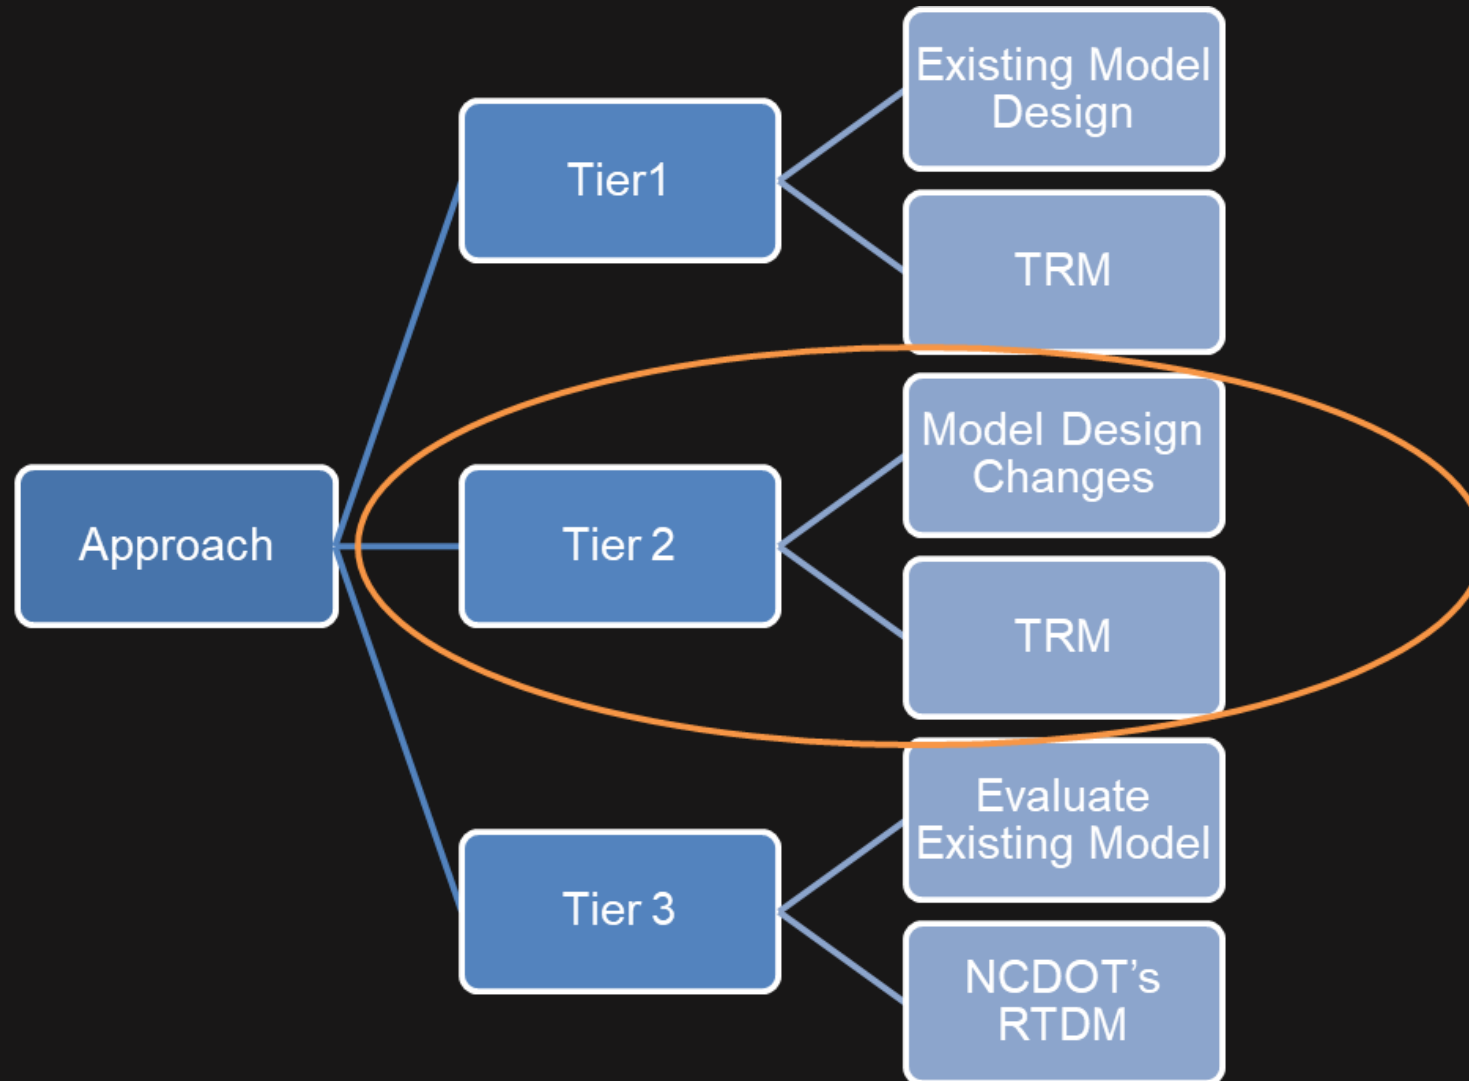 Approach
Tier1
Existing Model
Design
TRM
Tier 2
Model Design
Changes
TRM
Tier 3
Evaluate
Existing Model
NCDOT’s
RTDM